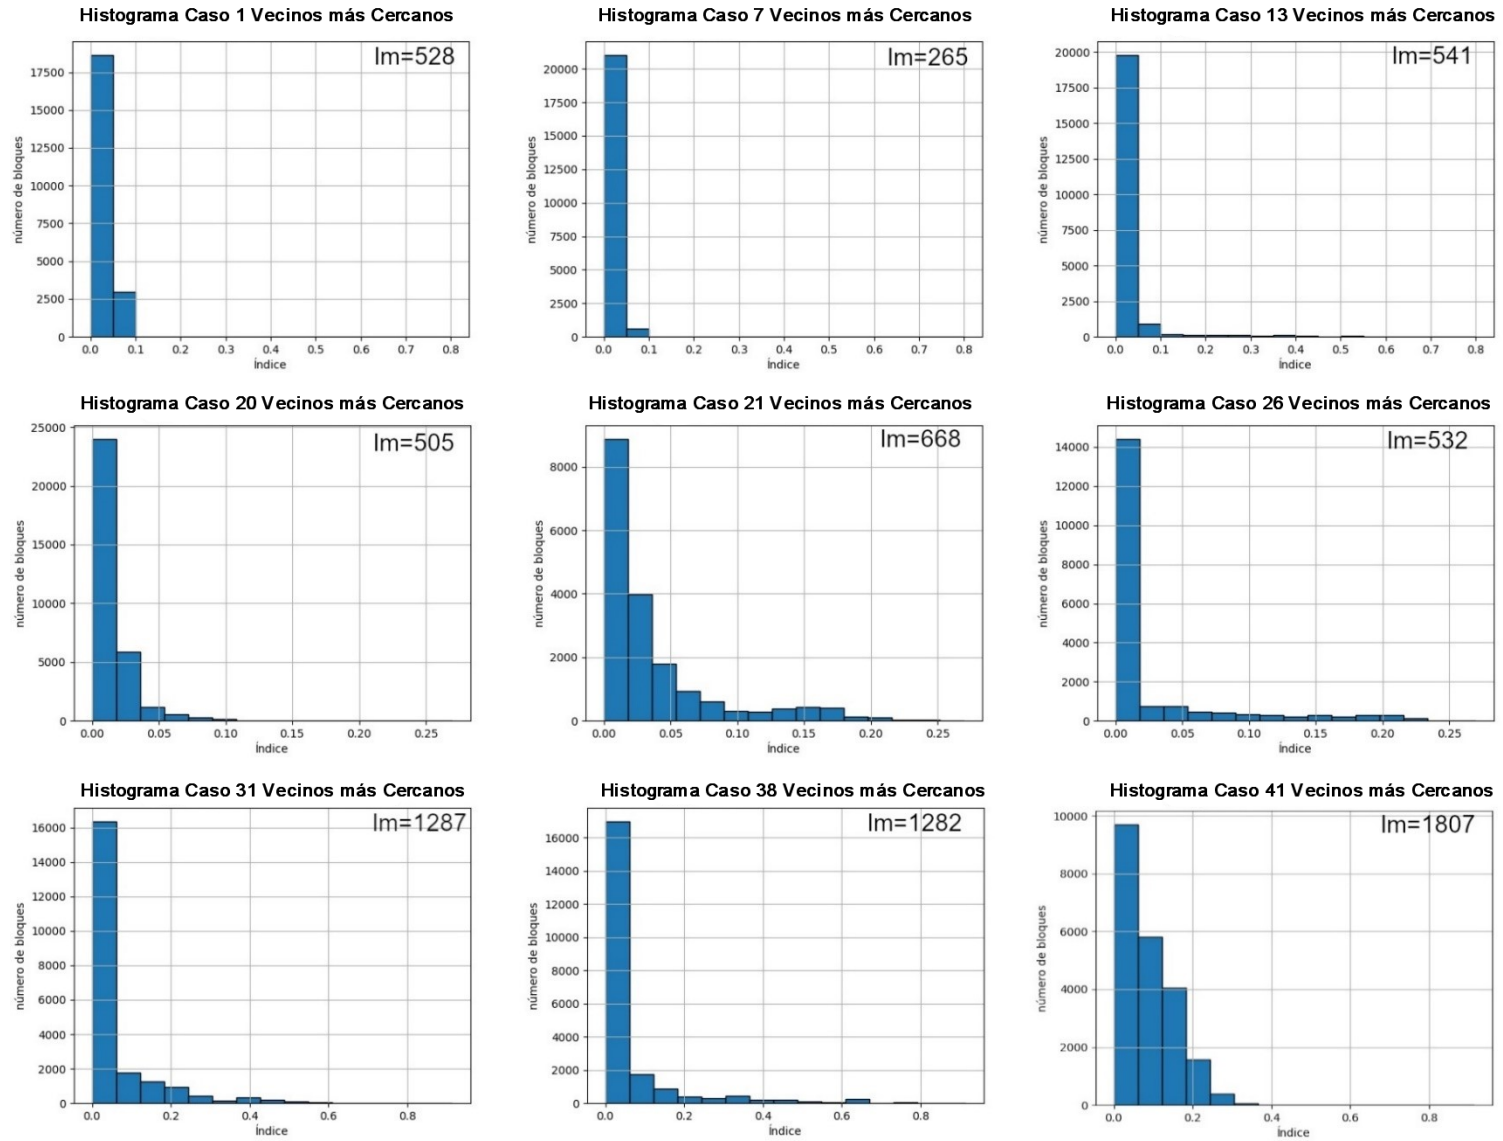 Histograma Caso 1 Vecinos más Cercanos
Im=528
17500
15000
12500
10000
7500
5000
2500
0
número de bloques
0.0 0.1 0.2 0.3 0.4 0.5 0.6 0.7 0.8
Índice
Histograma Caso 7 Vecinos más Cercanos
Im=265
20000
17500
15000
12500
10000
7500
5000
2500
0
número de bloques
0.0 0.1 0.2 0.3 0.4 0.5 0.6 0.7 0.8
Índice
Histograma Caso 13 Vecinos más Cercanos
Im=541
20000
17500
15000
12500
10000
7500
5000
2500
0
número de bloques
0.0 0.1 0.2 0.3 0.4 0.5 0.6 0.7 0.8
Índice
Histograma Caso 20 Vecinos más Cercanos
Im=505
25000
20000
15000
10000
5000
0
número de bloques
0.00 0.05 0.10 0.15 0.20 0.25
Índice
Histograma Caso 21 Vecinos más Cercanos
Im=668
8000
6000
4000
2000
0
número de bloques
0.00 0.05 0.10 0.15 0.20 0.25
Índice
Histograma Caso 26 Vecinos más Cercanos
Im=532
14000
12000
10000
8000
6000
4000
2000
0
número de bloques
0.00 0.05 0.10 0.15 0.20 0.25
Índice
Histograma Caso 31 Vecinos más Cercanos
Im=1287
16000
14000
12000
10000
8000
6000
4000
2000
0
número de bloques
0.0 0.2 0.4 0.6 0.8
Índice
Histograma Caso 38 Vecinos más Cercanos
Im=1282
16000
14000
12000
10000
8000
6000
4000
2000
0
número de bloques
0.0 0.2 0.4 0.6 0.8
Índice
Histograma Caso 41 Vecinos más Cercanos
Im=1807
10000
8000
6000
4000
2000
0
número de bloques
0.0 0.2 0.4 0.6 0.8
Índice